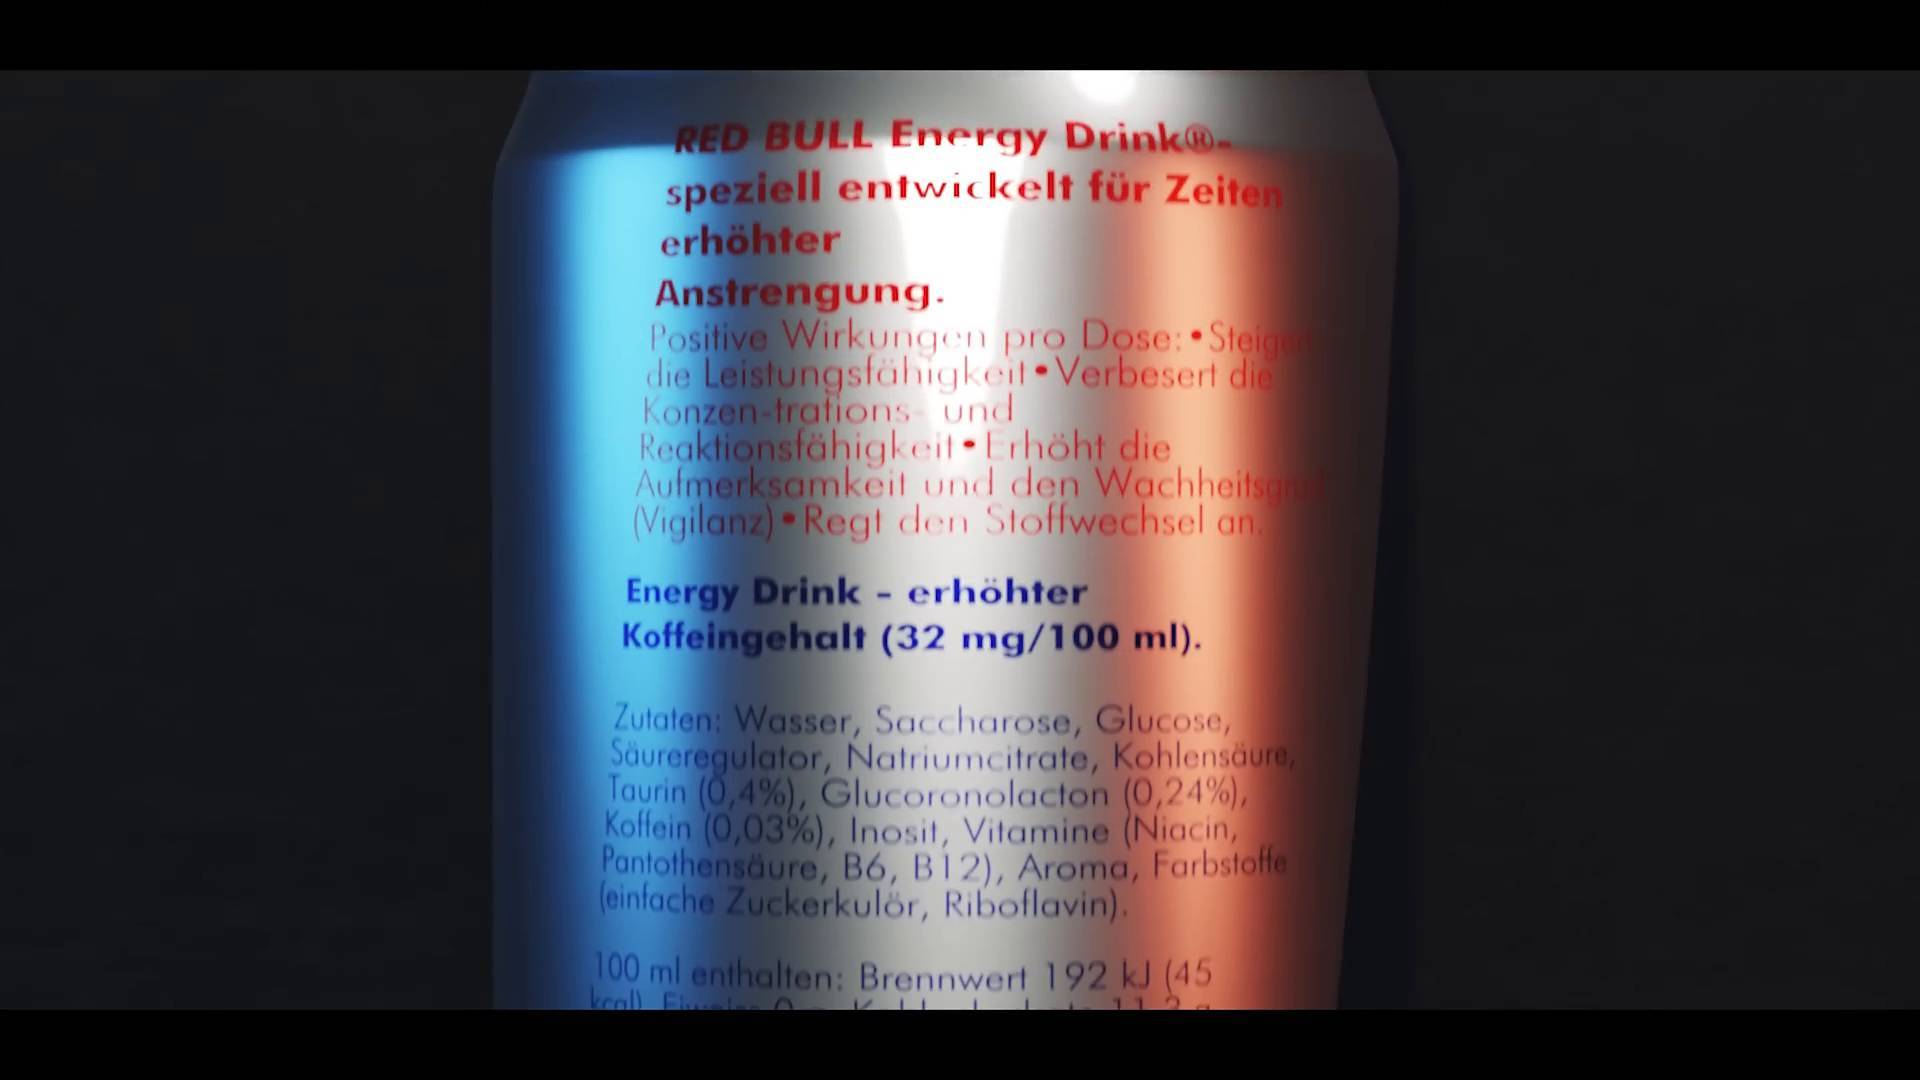 RED BULL Energy Drink®-
speziell entwickelt für Zeiten
erhöhter
Anstrengung.
Positive Wirkungen pro Dose: • Steigert
die Leistungsfähigkeit • Verbesert die
Konzen-trations- und
Reaktionsfähigkeit • Erhöht die
Aufmerksamkeit und den Wachheitsgrad
(Vigilanz) • Regt den Stoffwechsel an.
Energy Drink - erhöhter
Koffeingehalt (32 mg/100 ml).
Zutaten: Wasser, Saccharose, Glucose,
Säureregulator, Natriumcitrate, Kohlensäure,
Taurin (0,4%), Glucoronolacton (0,24%),
Koffein (0,03%), Inosit, Vitamine (Niacin,
Pantothensäure, B6, B12), Aroma, Farbstoffe
(einfache Zuckerkulör, Riboflavin).
100 ml enthalten: Brennwert 192 kJ (45